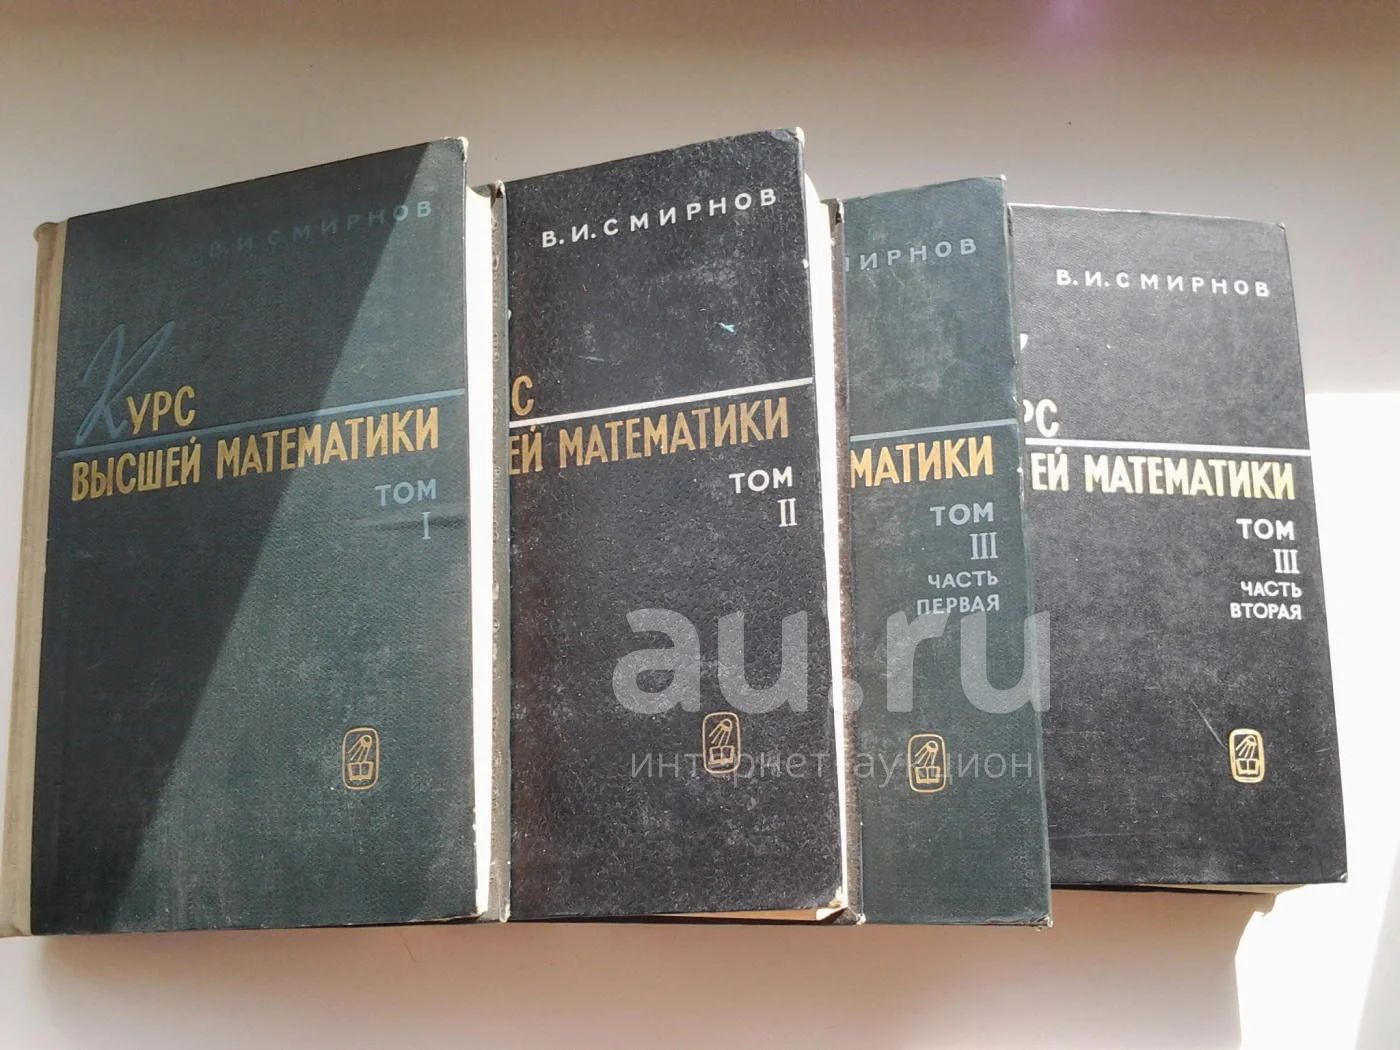 В.И.СМИРНОВ
Курс
ВЫСШЕЙ МАТЕМАТИКИ
ТОМ
I
В.И.СМИРНОВ
С
ЕЙ МАТЕМАТИКИ
ТОМ
II
ИРНОВ
МАТИКИ
ТОМ
III
ЧАСТЬ
ПЕРВАЯ
В.И.СМИРНОВ
РС
ЕЙ МАТЕМАТИКИ
ТОМ
III
ЧАСТЬ
ВТОРАЯ
au.ru
интернет-аукцион